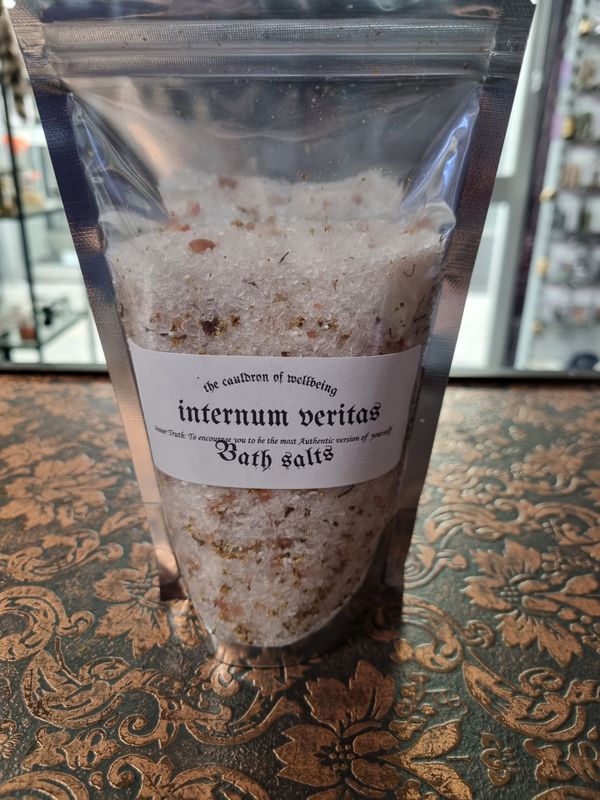 the cauldron of wellbeing
internum veritas
Inner Truth: To encourage you to be the most Authentic version of yourself
Bath salts